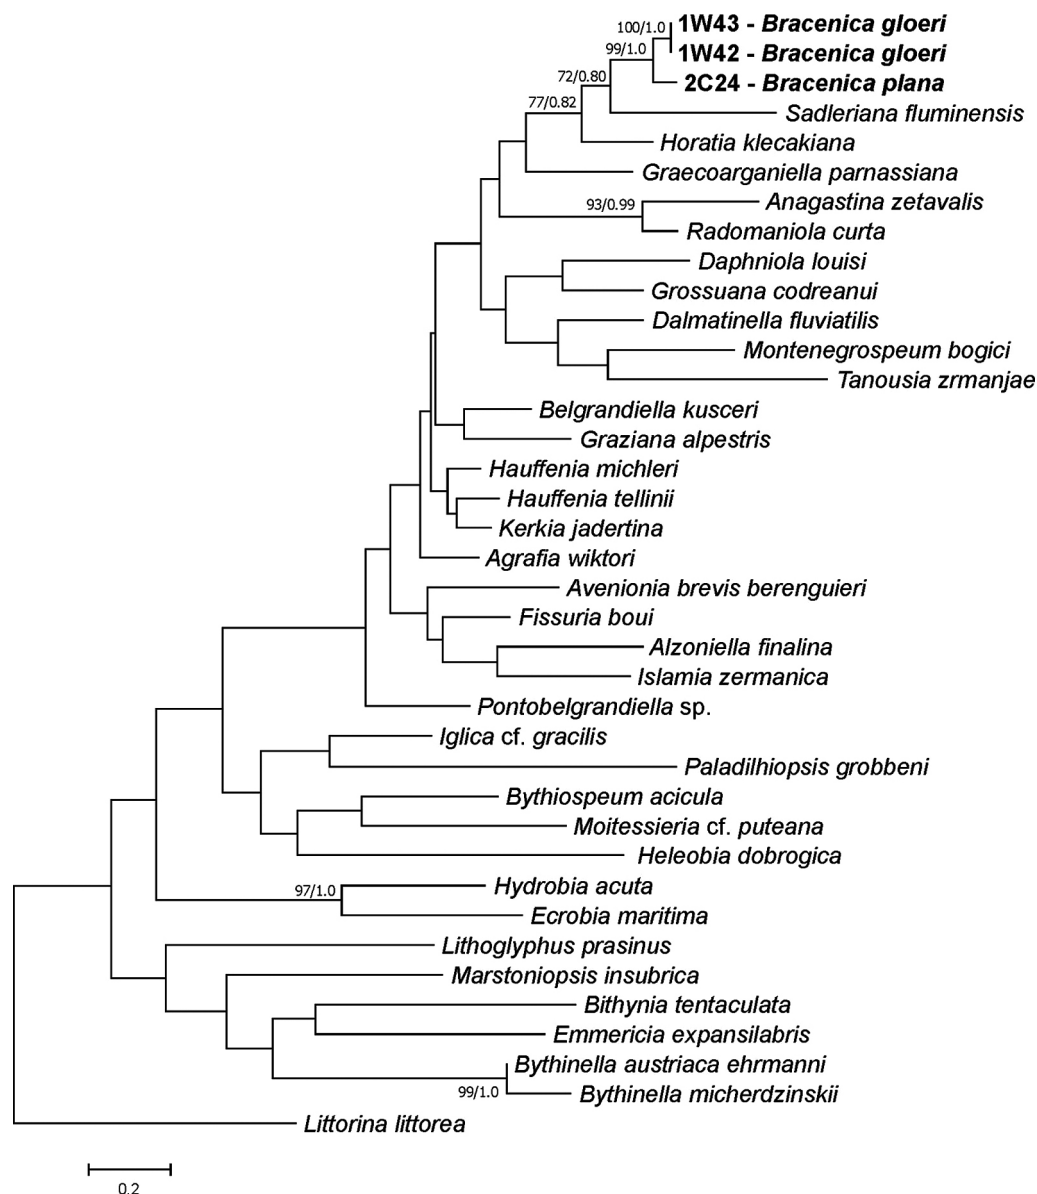 100/1.0
1W43 - Bracenica gloeri
99/1.0
1W42 - Bracenica gloeri
72/0.80
2C24 - Bracenica plana
77/0.82
Sadleriana fluminensis
Horatia klecakiana
Graecoarganiella parnassiana
93/0.99
Anagastina zetavalis
Radomaniola curta
Daphniola louisi
Grossuana codreanui
Dalmatinella fluviatilis
Montenegrospeum bogici
Tanousia zrmanjae
Belgrandiella kusceri
Graziana alpestris
Hauffenia michleri
Hauffenia tellinii
Kerkia jadertina
Agrafia wiktori
Avenionia brevis berenguieri
Fissuria boui
Alzoniella finalina
Islamia zermanica
Pontobelgrandiella sp.
Iglica cf. gracilis
Paladilhiopsis grobbeni
Bythiospeum acicula
Moitessieria cf. puteana
Heleobia dobrogica
97/1.0
Hydrobia acuta
Ecrobia maritima
Lithoglyphus prasinus
Marstoniopsis insubrica
Bithynia tentaculata
Emmericia expansilabris
Bythinella austriaca ehrmanni
99/1.0
Bythinella micherdzinskii
Littorina littorea
0.2